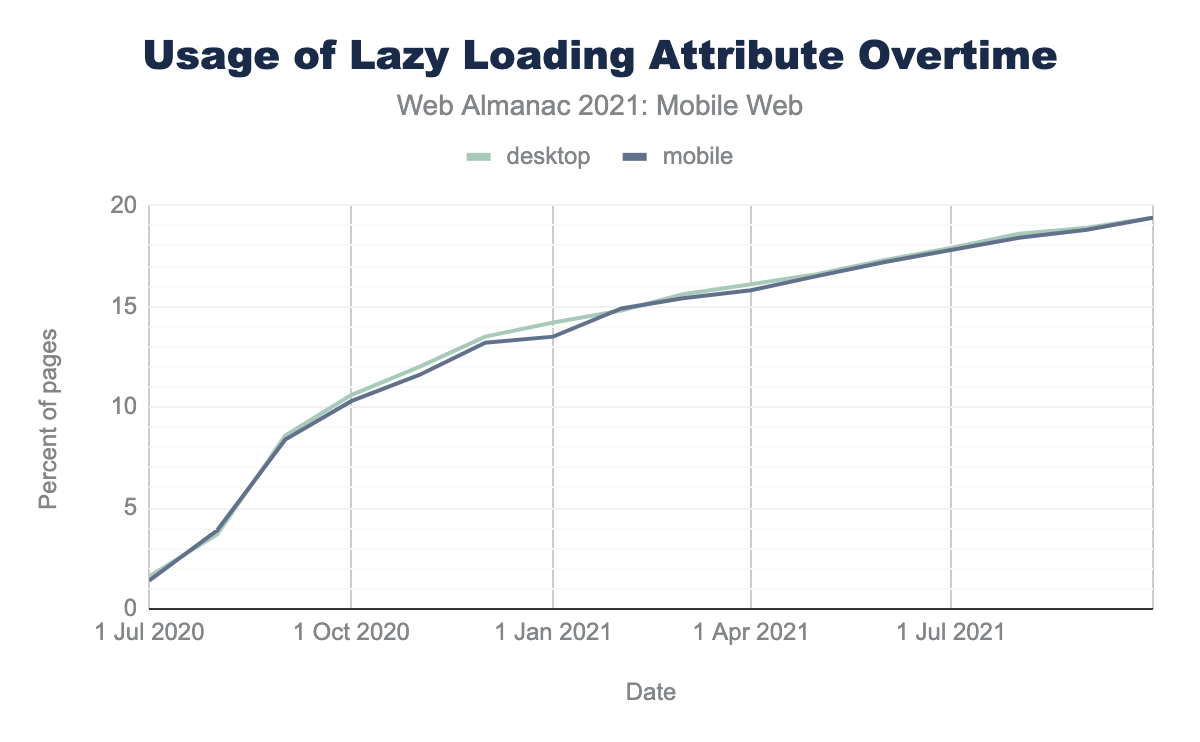 Usage of Lazy Loading Attribute Overtime
Web Almanac 2021: Mobile Web
desktop mobile
20
15
10
5
0
Percent of pages
1 Jul 2020 1 Oct 2020 1 Jan 2021 1 Apr 2021 1 Jul 2021
Date